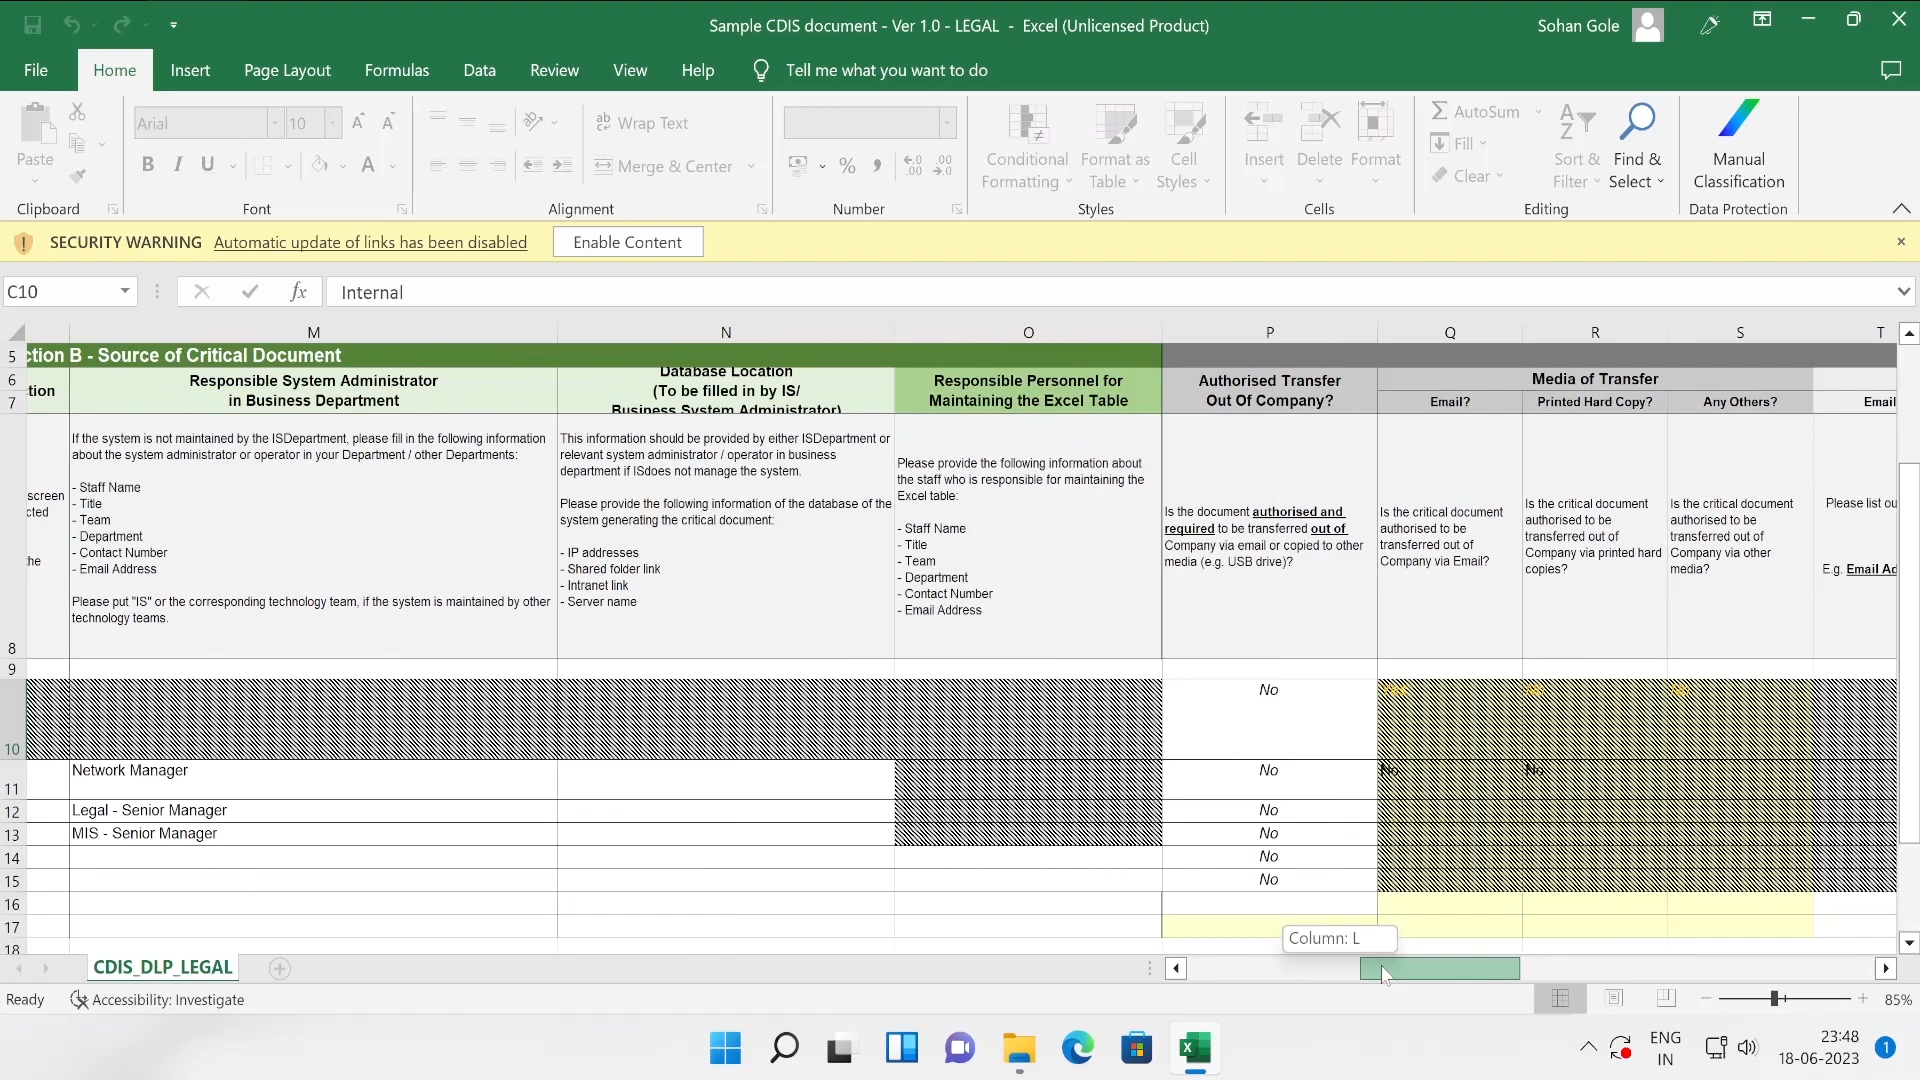 Sample CDIS document - Ver 1.0 - LEGAL - Excel (Unlicensed Product)
Sohan Gole
File
Home
Insert
Page Layout
Formulas
Data
Review
View
Help
Tell me what you want to do
Paste
Clipboard
Arial
10
B
I
U
A
Font
Wrap Text
Merge & Center
Alignment
%
Number
Conditional
Formatting
Format as
Table
Cell
Styles
Styles
Insert
Delete
Format
Cells
AutoSum
Fill
Clear
Sort &
Filter
Find &
Select
Editing
Manual
Classification
Data Protection
SECURITY WARNING
Automatic update of links has been disabled
Enable Content
C10
fx
Internal
M
N
O
P
Q
R
S
T
5
ction B - Source of Critical Document
6
7
tion
Responsible System Administrator
in Business Department
Database Location
(To be filled in by IS/
Business System Administrator)
Responsible Personnel for
Maintaining the Excel Table
Authorised Transfer
Out Of Company?
Media of Transfer
Email?
Printed Hard Copy?
Any Others?
Email
screen
cted
the
If the system is not maintained by the ISDepartment, please fill in the following information
about the system administrator or operator in your Department / other Departments:
- Staff Name
- Title
- Team
- Department
- Contact Number
- Email Address
Please put "IS" or the corresponding technology team, if the system is maintained by other
technology teams.
This information should be provided by either ISDepartment or
relevant system administrator / operator in business
department if ISdoes not manage the system.
Please provide the following information of the database of the
system generating the critical document:
- IP addresses
- Shared folder link
- Intranet link
- Server name
Please provide the following information about
the staff who is responsible for maintaining the
Excel table:
- Staff Name
- Title
- Team
- Department
- Contact Number
- Email Address
Is the document authorised and
required to be transferred out of
Company via email or copied to other
media (e.g. USB drive)?
Is the critical document
authorised to be
transferred out of
Company via Email?
Is the critical document
authorised to be
transferred out of
Company via printed hard
copies?
Is the critical document
authorised to be
transferred out of
Company via other
media?
Please list ou
E.g. Email Ad
8
9
10
No
11
Network Manager
No
No
No
12
Legal - Senior Manager
No
13
MIS - Senior Manager
No
14
No
15
No
16
17
18
Column: L
CDIS_DLP_LEGAL
Ready
Accessibility: Investigate
85%
ENG
IN
23:48
18-06-2023
1